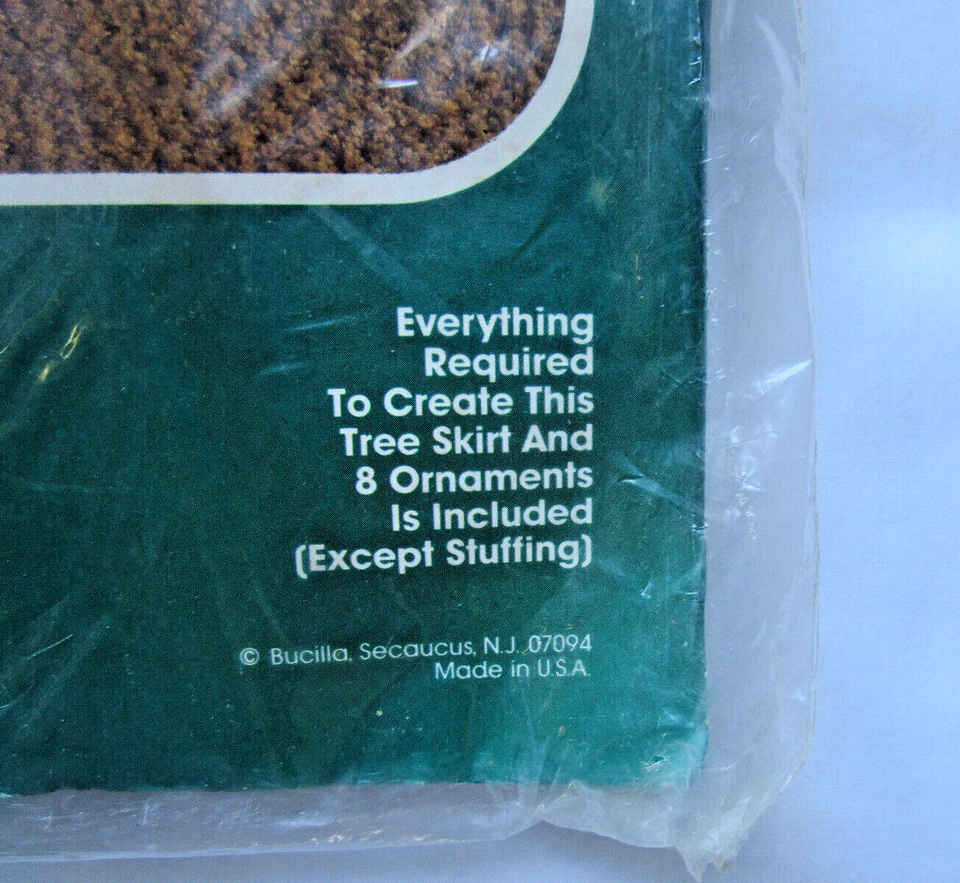 Everything
Required
To Create This
Tree Skirt And
8 Ornaments
Is Included
(Except Stuffing)
© Bucilla, Secaucus, N.J. 07094
Made in U.S.A.